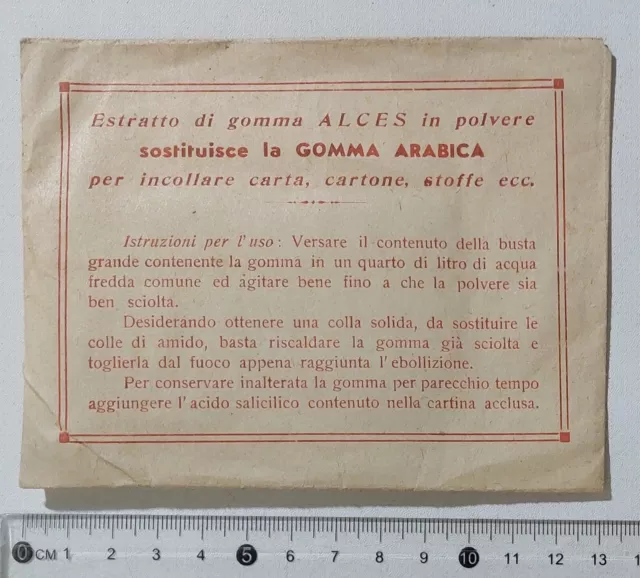 Estratto di gomma ALCES in polvere
sostituisce la GOMMA ARABICA
per incollare carta, cartone, stoffe ecc.
Istruzioni per l'uso: Versare il contenuto della busta
grande contenente la gomma in un quarto di litro di acqua
fredda comune ed agitare bene fino a che la polvere sia
ben sciolta.
Desiderando ottenere una colla solida, da sostituire le
colle di amido, basta riscaldare la gomma già sciolta e
toglierla dal fuoco appena raggiunta l'ebollizione.
Per conservare inalterata la gomma per parecchio tempo
aggiungere l'acido salicilico contenuto nella cartina acclusa.
0 CM 1 2 3 4 5 6 7 8 9 10 11 12 13